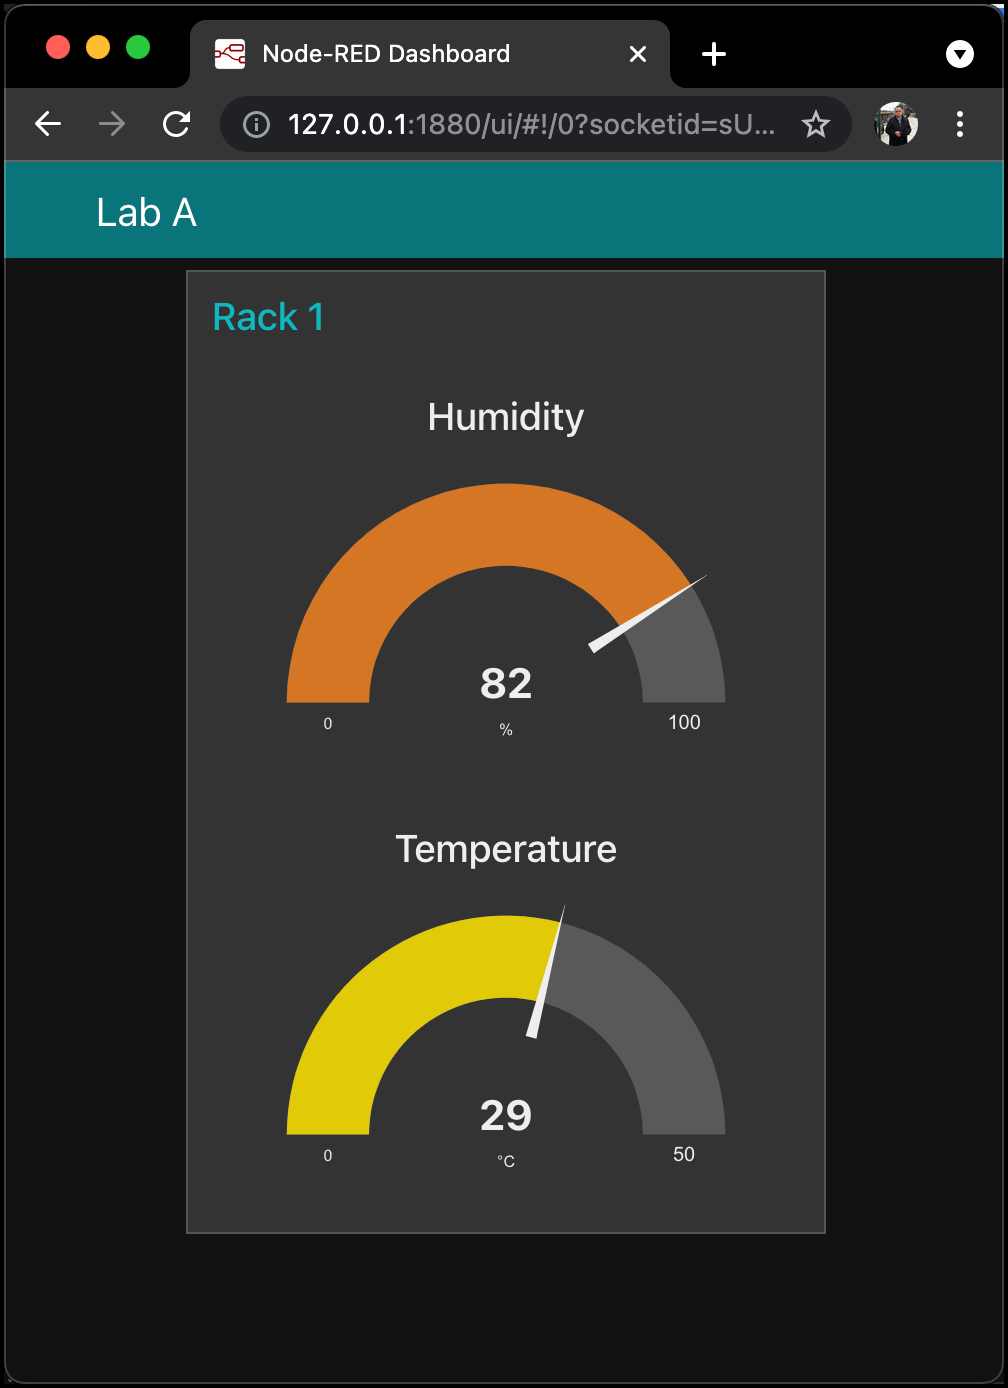 Node-RED Dashboard
127.0.0.1:1880/ui/#!/0?socketid=sU...
Lab A
Rack 1
Humidity
82
0
%
100
Temperature
29
0
°C
50